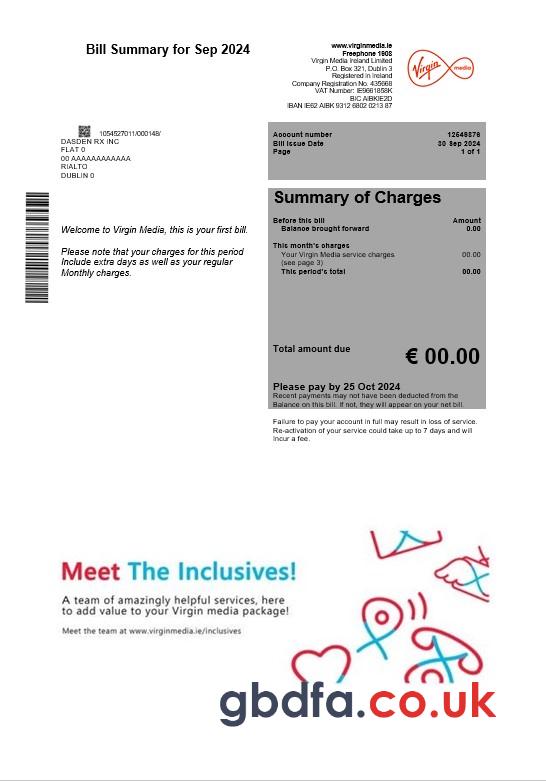 Bill Summary for Sep 2024
www.virginmedia.ie
Freephone 1908
Virgin Media Ireland Limited
P.O. Box 321, Dublin 3
Registered in Ireland
Company Registration No. 435668
VAT Number: IE9661858K
BIC AIBKIE2D
IBAN IE62 AIBK 9312 6802 0213 87
Virgin media
1054527011/000148/
DASDEN RX INC
FLAT 0
00 AAAAAAAAAAAA
RIALTO
DUBLIN 0
Account number 12648876
Bill Issue Date 30 Sep 2024
Page 1 of 1
Welcome to Virgin Media, this is your first bill.
Please note that your charges for this period
Include extra days as well as your regular
Monthly charges.
Summary of Charges
Before this bill Amount
Balance brought forward 0.00
This month's charges
Your Virgin Media service charges 00.00
(see page 3)
This period's total 00.00
Total amount due € 00.00
Please pay by 25 Oct 2024
Recent payments may not have been deducted from the
Balance on this bill. If not, they will appear on your net bill.
Failure to pay your account in full may result in loss of service.
Re-activation of your service could take up to 7 days and will
Incur a fee.
Meet The Inclusives!
A team of amazingly helpful services, here
to add value to your Virgin media package!
Meet the team at www.virginmedia.ie/inclusives
gbdfa.co.uk